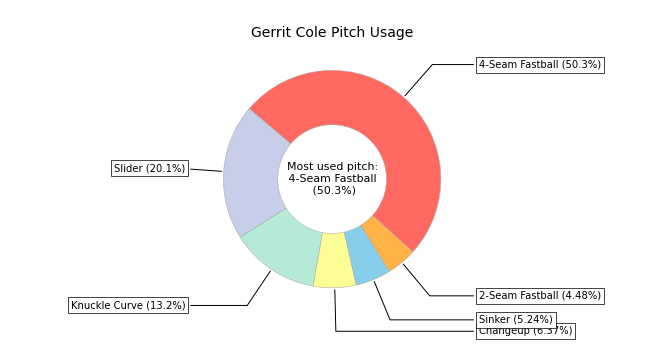 Gerrit Cole Pitch Usage
4-Seam Fastball (50.3%)
Slider (20.1%)
Most used pitch:
4-Seam Fastball
(50.3%)
2-Seam Fastball (4.48%)
Knuckle Curve (13.2%)
Sinker (5.24%)
Changeup (6.37%)